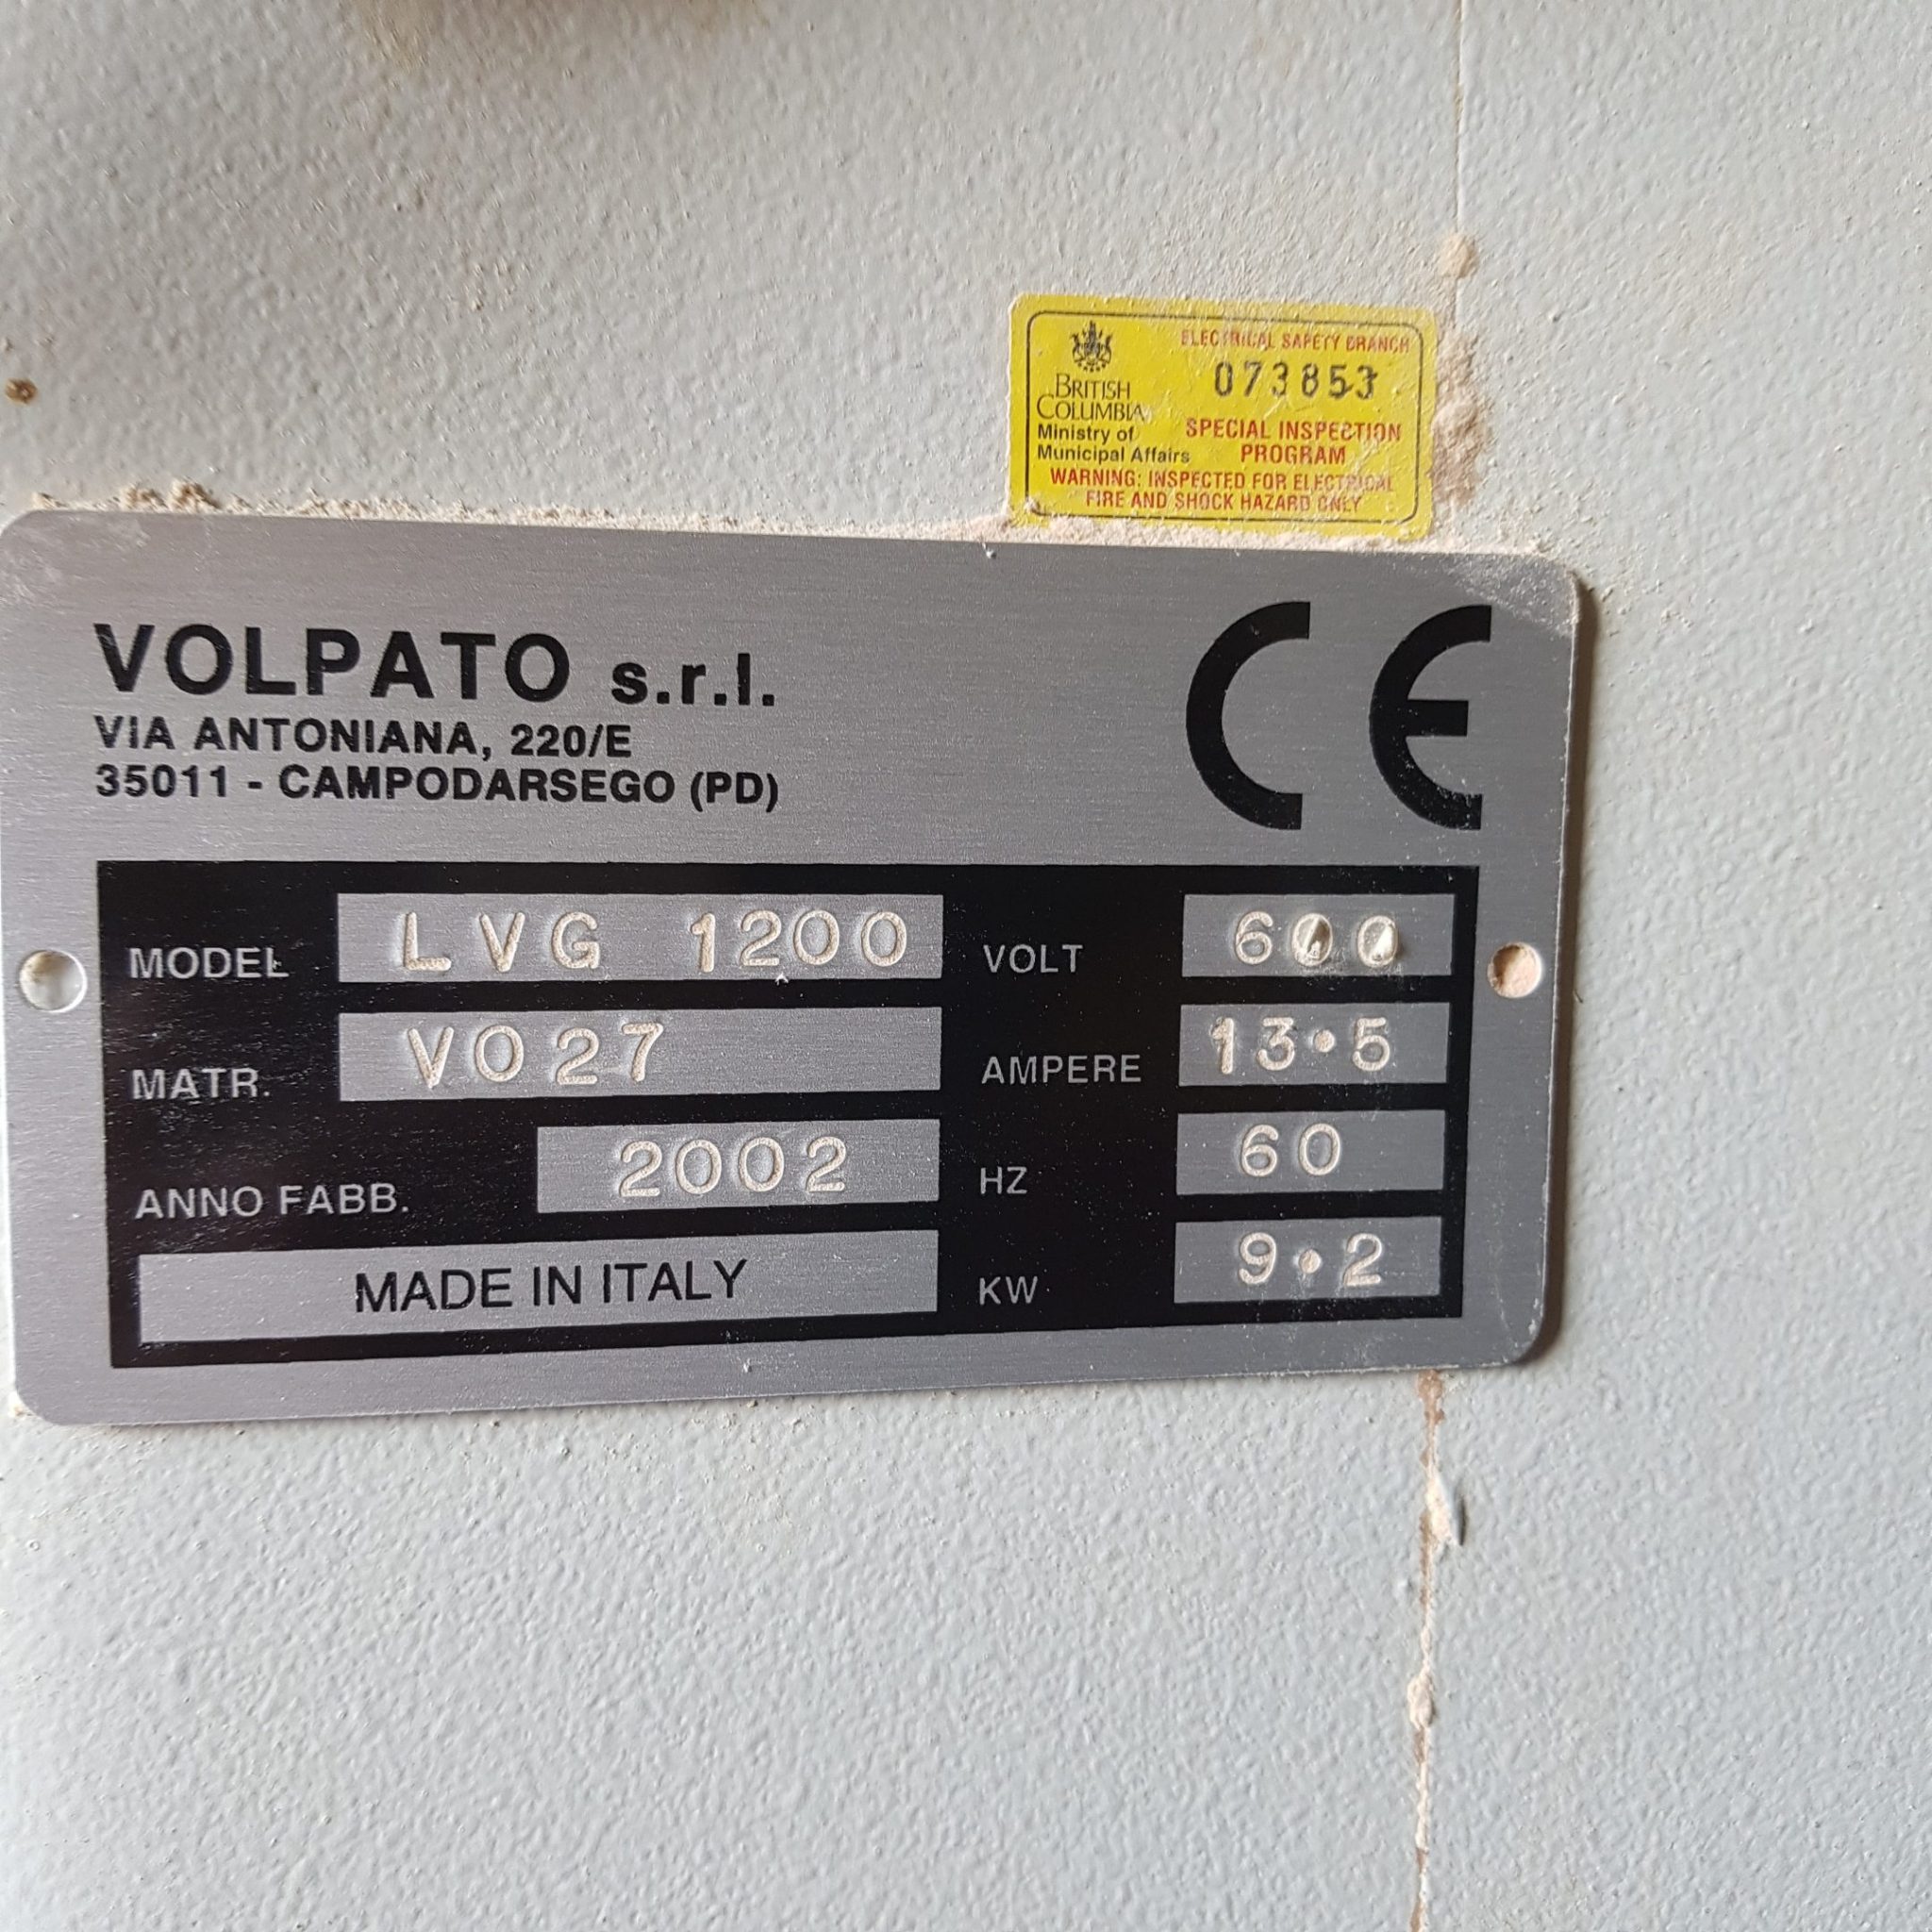 ELECTRICAL SAFETY BRANCH
073853
BRITISH
COLUMBIA
Ministry of
Municipal Affairs
SPECIAL INSPECTION
PROGRAM
WARNING: INSPECTED FOR ELECTRICAL
FIRE AND SHOCK HAZARD ONLY
VOLPATO s.r.l.
VIA ANTONIANA, 220/E
35011 - CAMPODARSEGO (PD)
CE
MODEL LVG 1200 VOLT 600
MATR. VO27 AMPERE 13•5
ANNO FABB. 2002 HZ 60
MADE IN ITALY KW 9•2